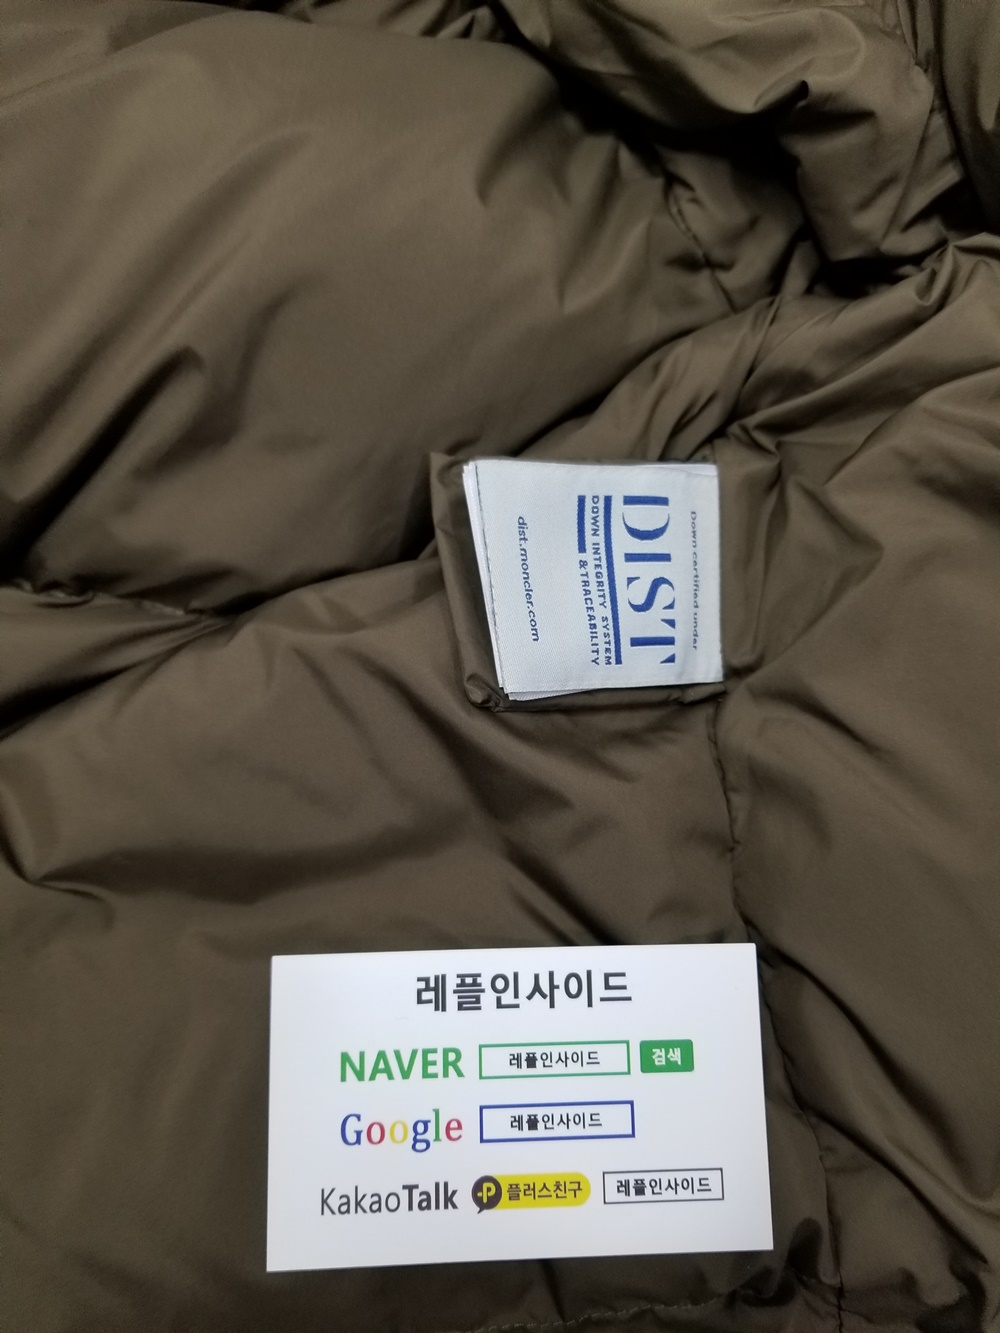 Down certified under
DIST
DOWN INTEGRITY SYSTEM
& TRACEABILITY
dist.moncler.com
레플인사이드
NAVER 레플인사이드 검색
Google 레플인사이드
KakaoTalk P 플러스친구 레플인사이드